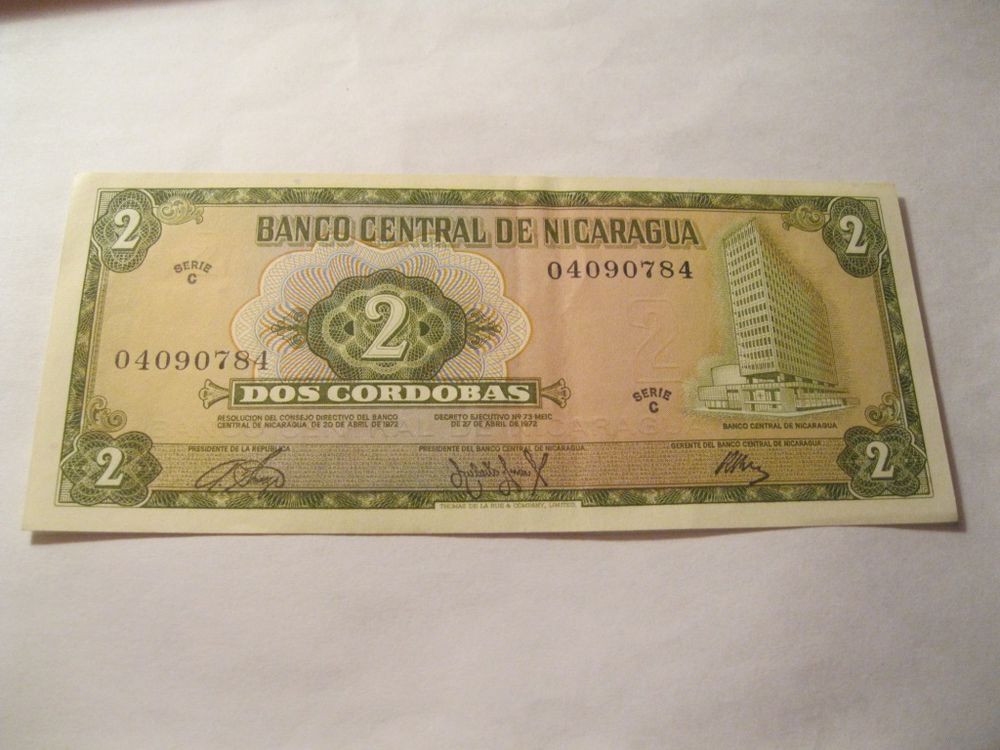 2
2
BANCO CENTRAL DE NICARAGUA
SERIE
C
04090784
2
04090784
DOS CORDOBAS
SERIE
C
RESOLUCION DEL CONSEJO DIRECTIVO DEL BANCO
CENTRAL DE NICARAGUA, DE 20 DE ABRIL DE 1972
DECRETO EJECUTIVO Nº 73-MEIC
DE 27 DE ABRIL DE 1972
BANCO CENTRAL DE NICARAGUA
PRESIDENTE DE LA REPUBLICA
PRESIDENTE DEL BANCO CENTRAL DE NICARAGUA
GERENTE DEL BANCO CENTRAL DE NICARAGUA
2
2
THOMAS DE LA RUE & COMPANY, LIMITED.